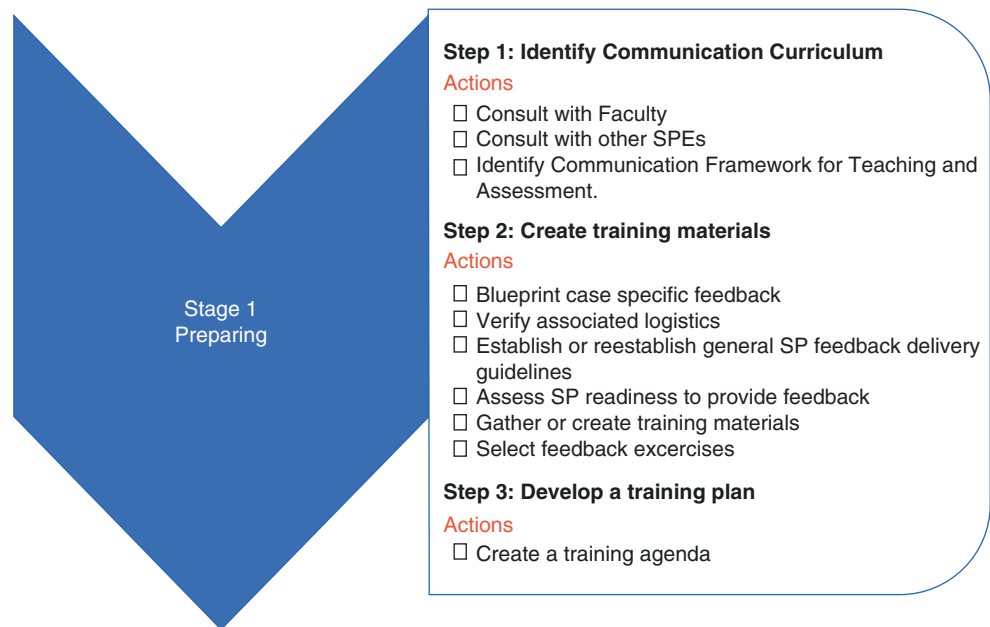 Stage 1
Preparing
Step 1: Identify Communication Curriculum
Actions
☐ Consult with Faculty
☐ Consult with other SPEs
☐ Identify Communication Framework for Teaching and
Assessment.
Step 2: Create training materials
Actions
☐ Blueprint case specific feedback
☐ Verify associated logistics
☐ Establish or reestablish general SP feedback delivery
guidelines
☐ Assess SP readiness to provide feedback
☐ Gather or create training materials
☐ Select feedback excercises
Step 3: Develop a training plan
Actions
☐ Create a training agenda